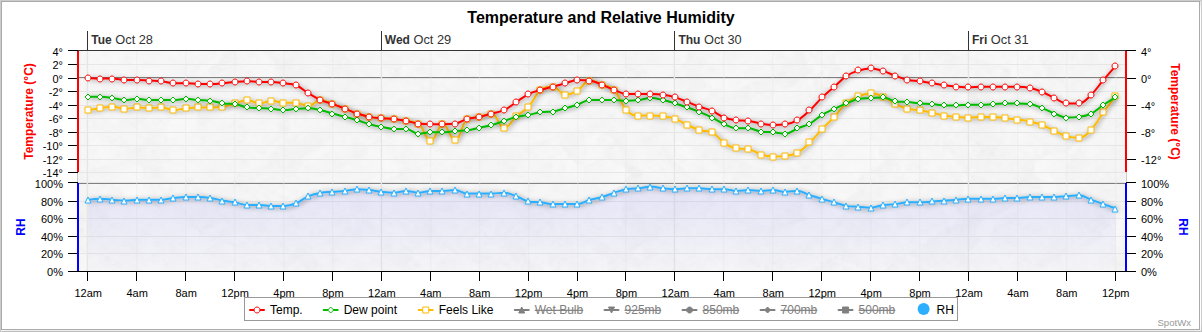 Temperature and Relative Humidity
Tue Oct 28 Wed Oct 29 Thu Oct 30 Fri Oct 31
4° 4°
2° 2°
0° 0°
-2°
-4° -4°
-6°
-8° -8°
-10°
-12° -12°
-14°
Temperature (°C) Temperature (°C)
100% 100%
80% 80%
60% 60%
40% 40%
20% 20%
0% 0%
RH RH
12am 4am 8am 12pm 4pm 8pm 12am 4am 8am 12pm 4pm 8pm 12am 4am 8am 12pm 4pm 8pm 12am 4am 8am 12pm
Temp. Dew point Feels Like Wet Bulb 925mb 850mb 700mb 500mb RH
SpotWx